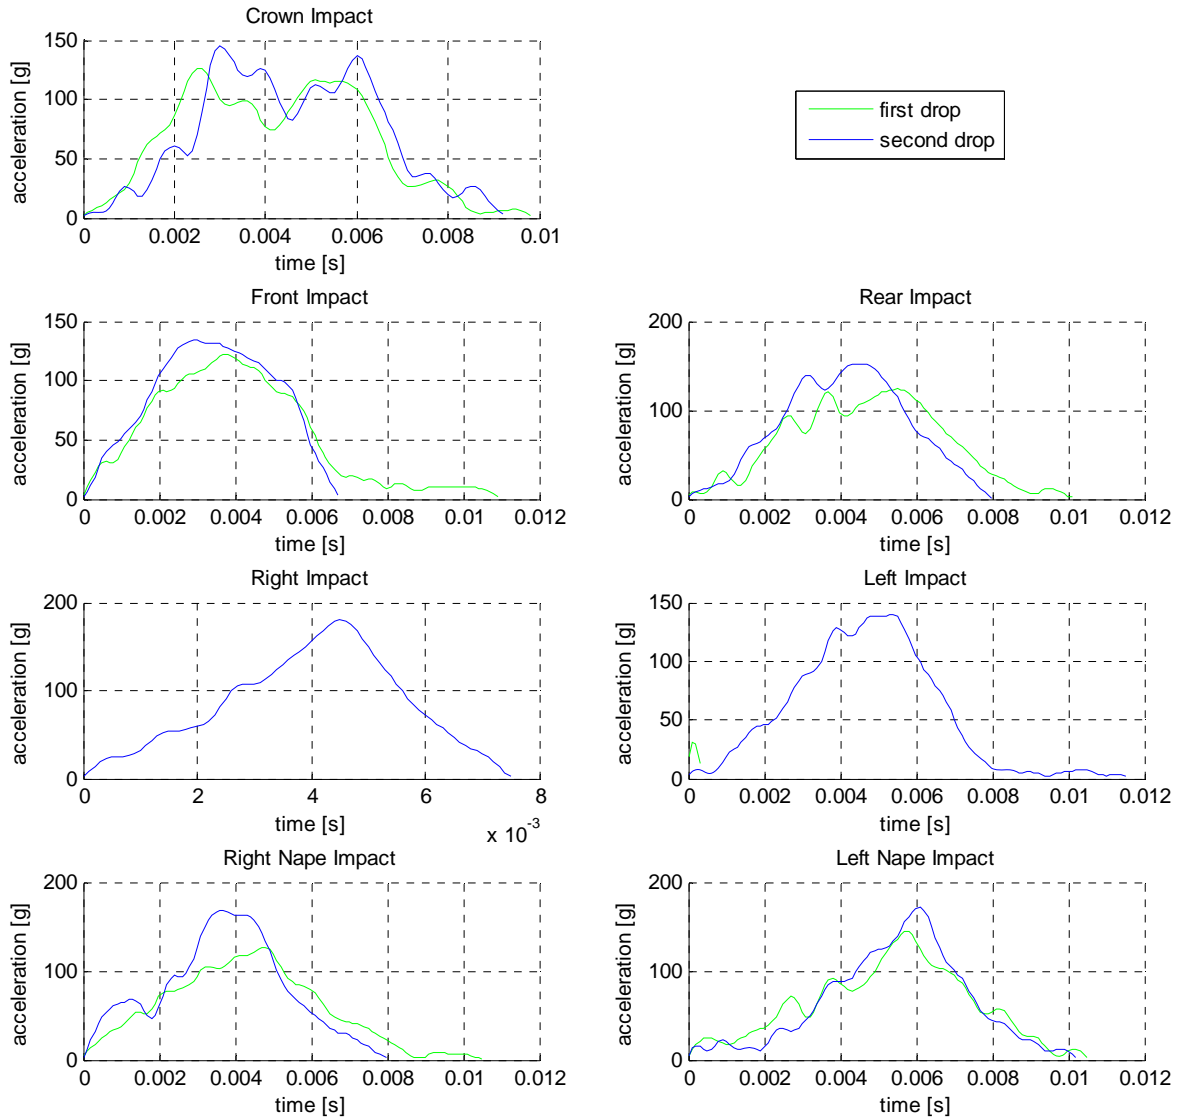 Crown Impact
150
100
50
0
acceleration [g]
0 0.002 0.004 0.006 0.008 0.01
time [s]
first drop
second drop
Front Impact
150
100
50
0
acceleration [g]
0 0.002 0.004 0.006 0.008 0.01 0.012
time [s]
Rear Impact
200
100
0
acceleration [g]
0 0.002 0.004 0.006 0.008 0.01 0.012
time [s]
Right Impact
200
100
0
acceleration [g]
0 2 4 6 8
time [s]
x 10⁻³
Left Impact
150
100
50
0
acceleration [g]
0 0.002 0.004 0.006 0.008 0.01 0.012
time [s]
Right Nape Impact
200
100
0
acceleration [g]
0 0.002 0.004 0.006 0.008 0.01 0.012
time [s]
Left Nape Impact
200
100
0
acceleration [g]
0 0.002 0.004 0.006 0.008 0.01 0.012
time [s]